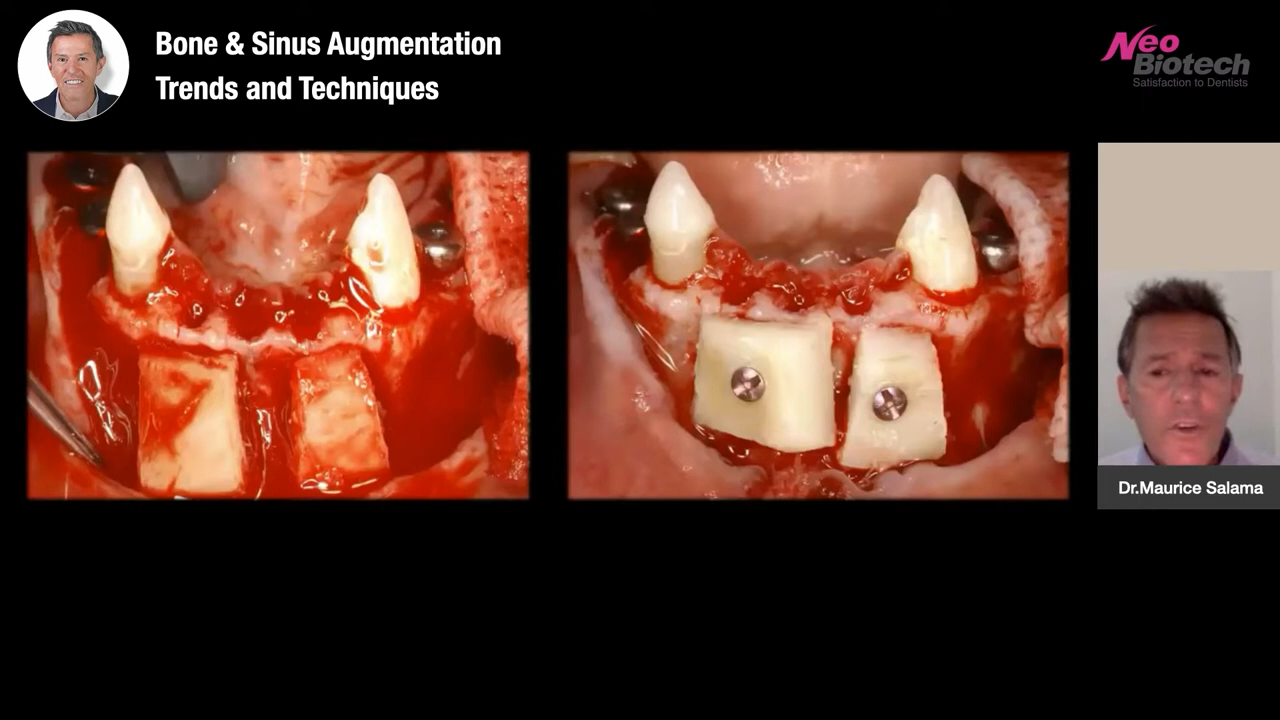 Bone & Sinus Augmentation
Trends and Techniques
Neo
Biotech
Satisfaction to Dentists
Dr.Maurice Salama